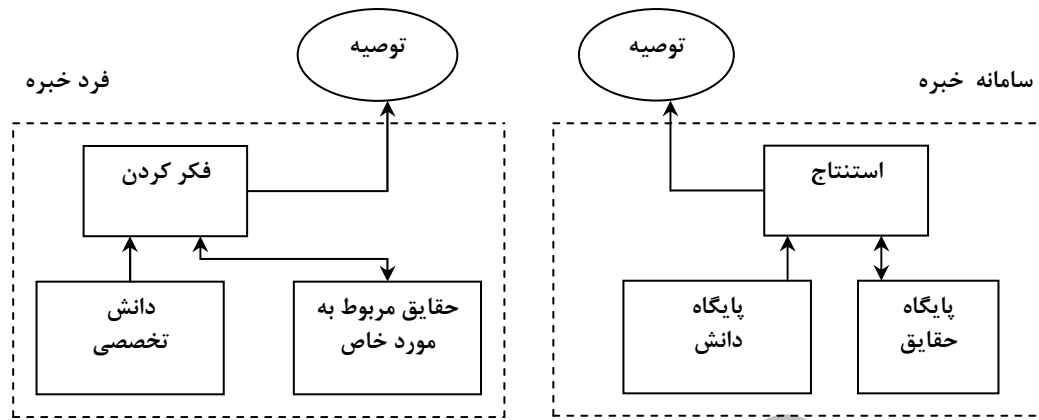 توصیه
توصیه
سامانه خبره
فرد خبره
استنتاج
فکر کردن
پایگاه
حقایق
پایگاه
دانش
حقایق مربوط به
مورد خاص
دانش
تخصصی